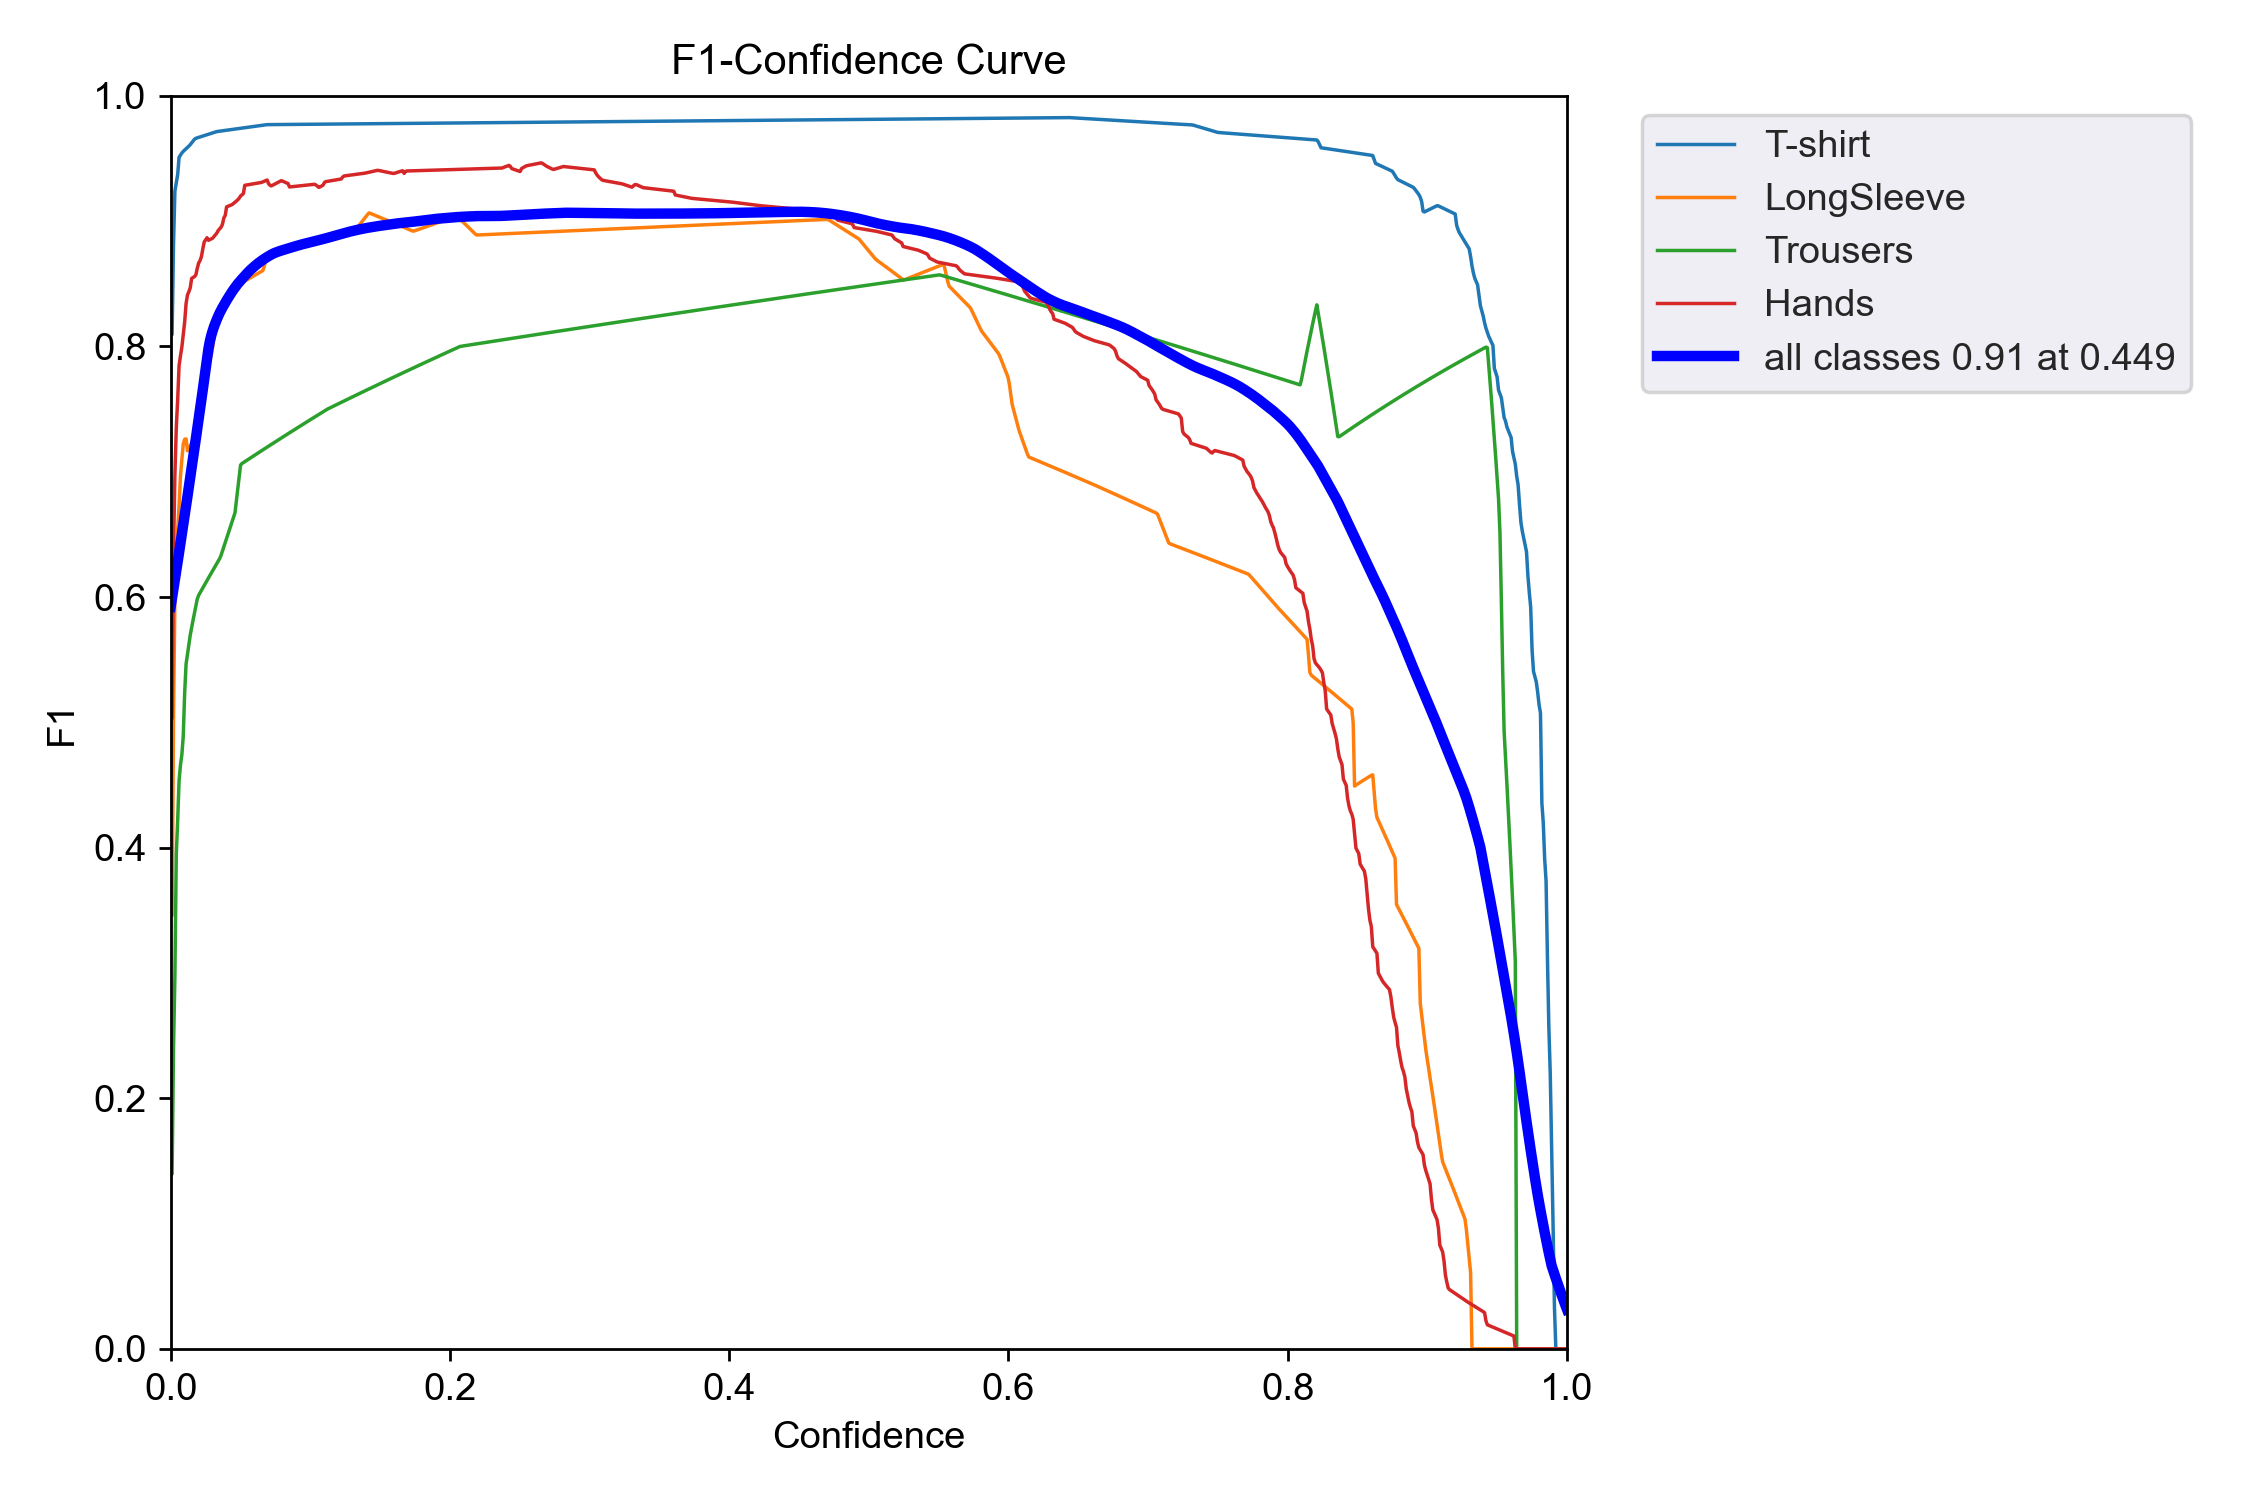 F1-Confidence Curve
1.0
0.8
0.6
0.4
0.2
0.0
F1
0.0 0.2 0.4 0.6 0.8 1.0
Confidence
T-shirt
LongSleeve
Trousers
Hands
all classes 0.91 at 0.449